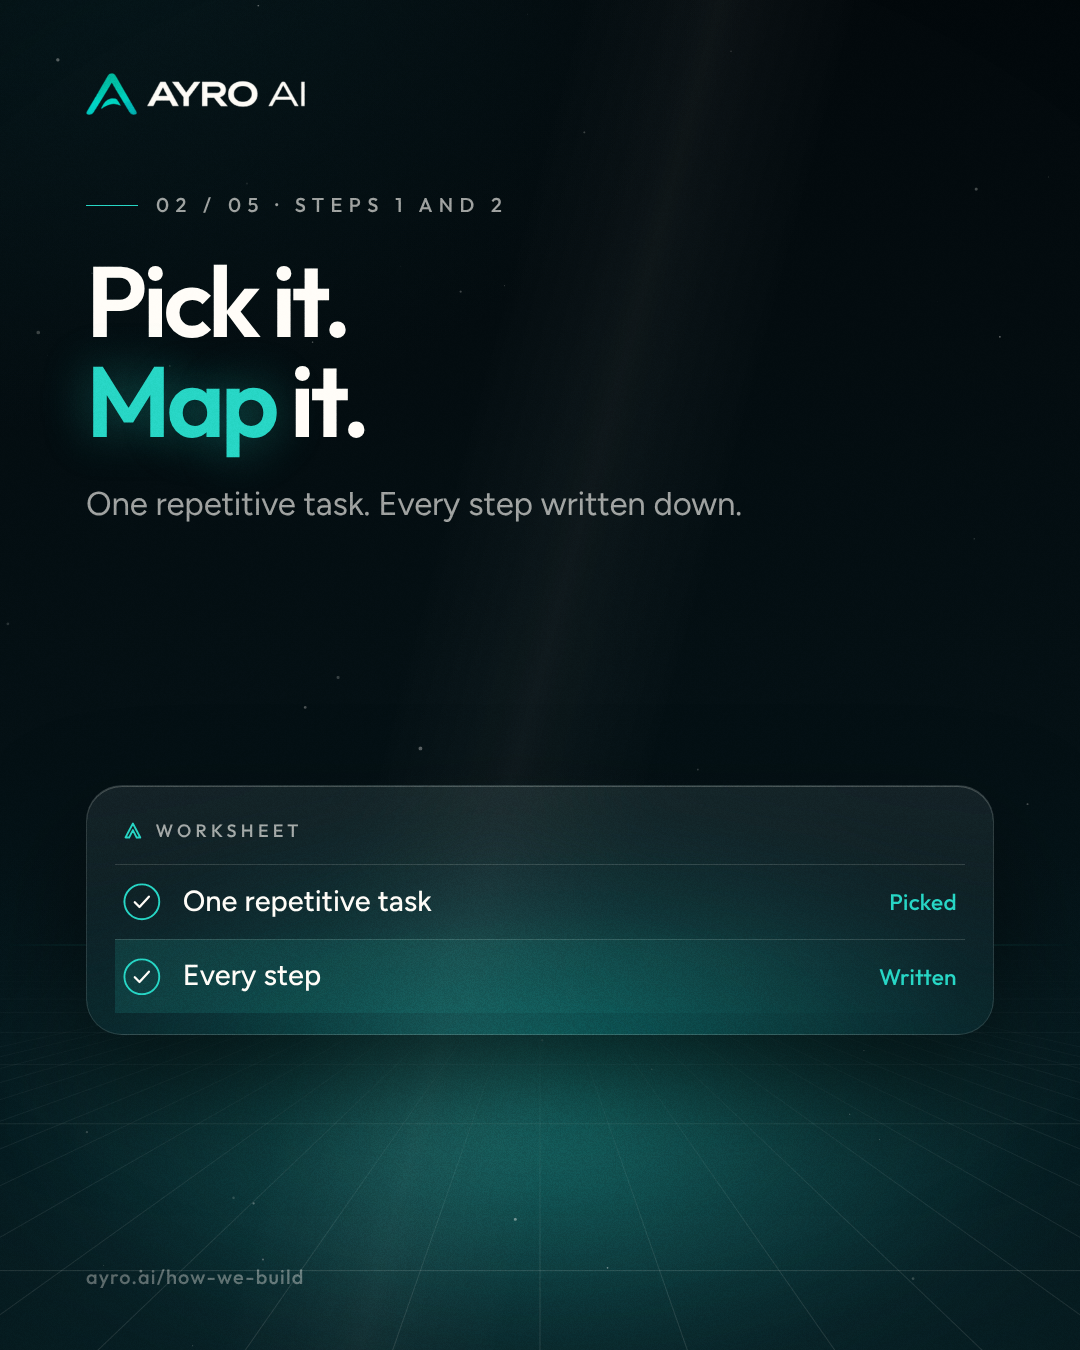 AYRO AI
02 / 05 · STEPS 1 AND 2
Pick it.
Map it.
One repetitive task. Every step written down.
WORKSHEET
One repetitive task Picked
Every step Written
ayro.ai/how-we-build